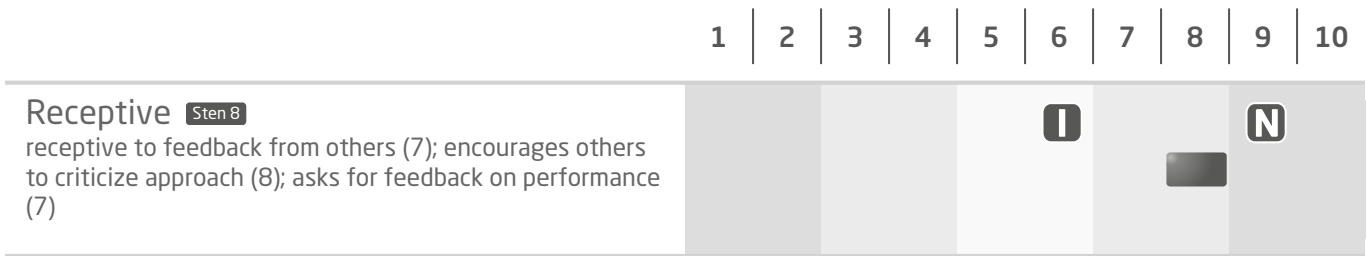 1 2 3 4 5 6 7 8 9 10
Receptive Sten 8
receptive to feedback from others (7); encourages others
to criticize approach (8); asks for feedback on performance
(7)
I N